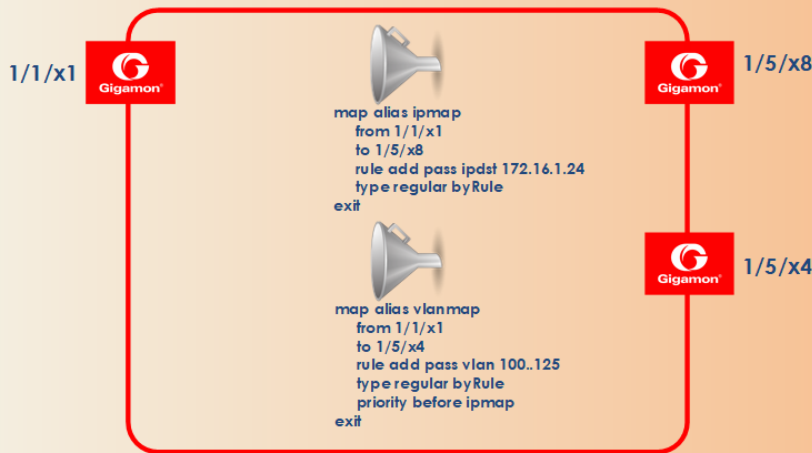 1/1/x1
Gigamon®
map alias ipmap
from 1/1/x1
to 1/5/x8
rule add pass ipdst 172.16.1.24
type regular byRule
exit
Gigamon®
1/5/x8
map alias vlanmap
from 1/1/x1
to 1/5/x4
rule add pass vlan 100..125
type regular byRule
priority before ipmap
exit
Gigamon®
1/5/x4